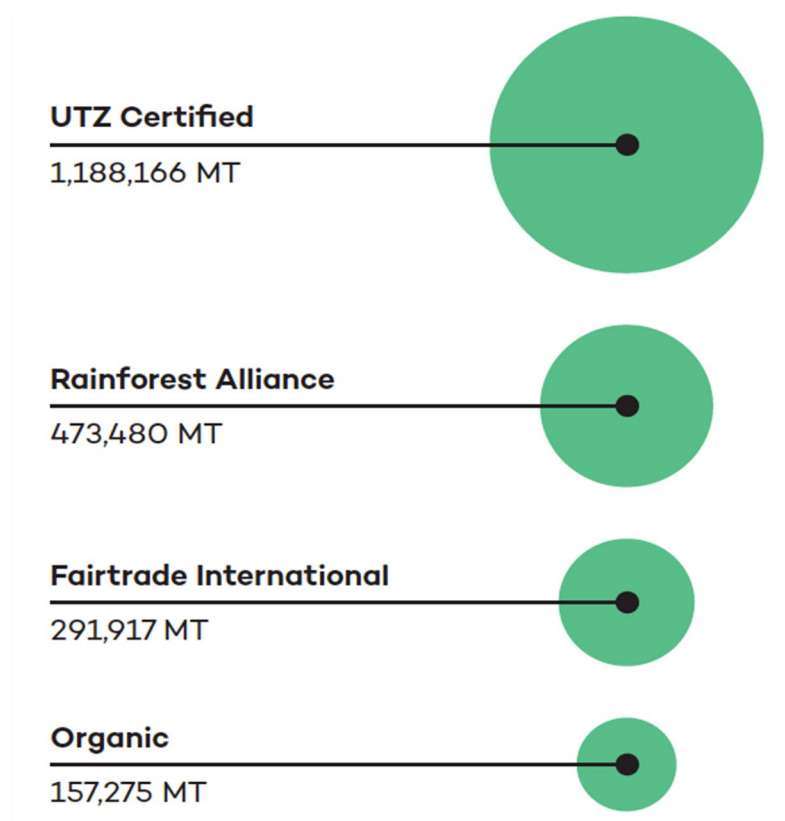 UTZ Certified
1,188,166 MT
Rainforest Alliance
473,480 MT
Fairtrade International
291,917 MT
Organic
157,275 MT